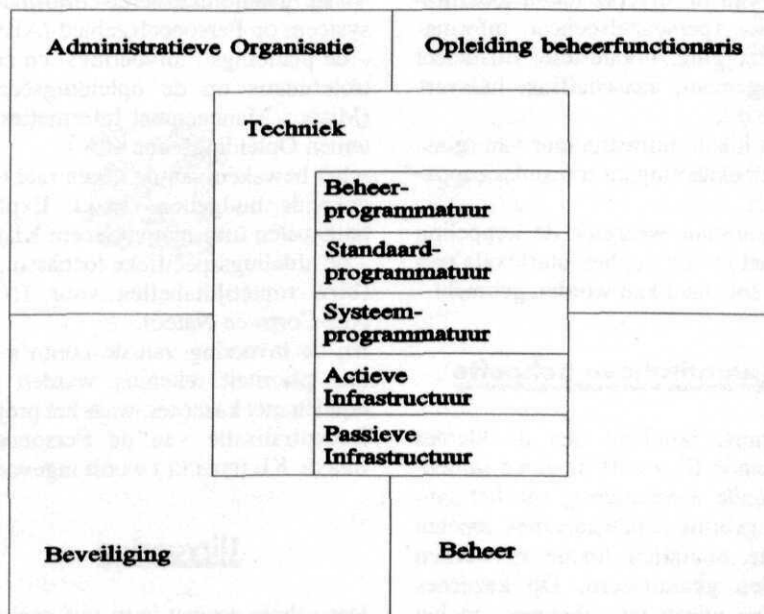 Administratieve Organisatie
Opleiding beheerfunctionaris
Techniek
Beheer-
programmatuur
Standaard-
programmatuur
Systeem-
programmatuur
Actieve
Infrastructuur
Passieve
Infrastructuur
Beveiliging
Beheer